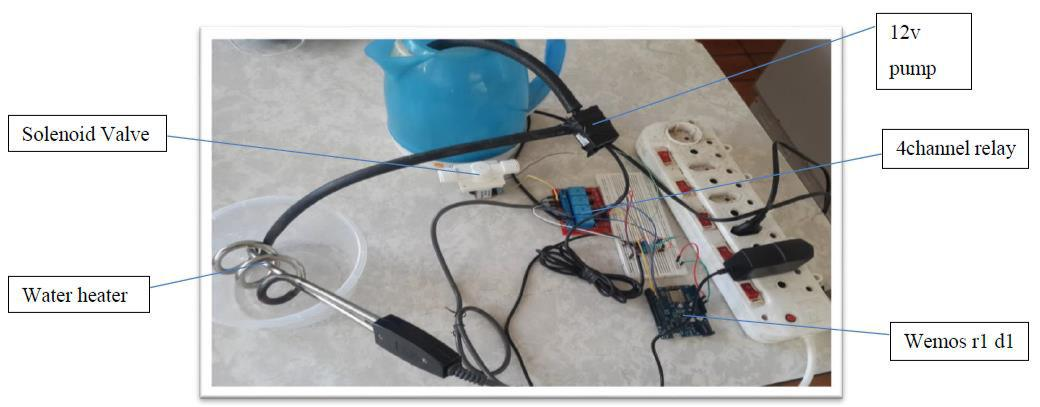 12v
pump
Solenoid Valve
4channel relay
Water heater
Wemos r1 d1